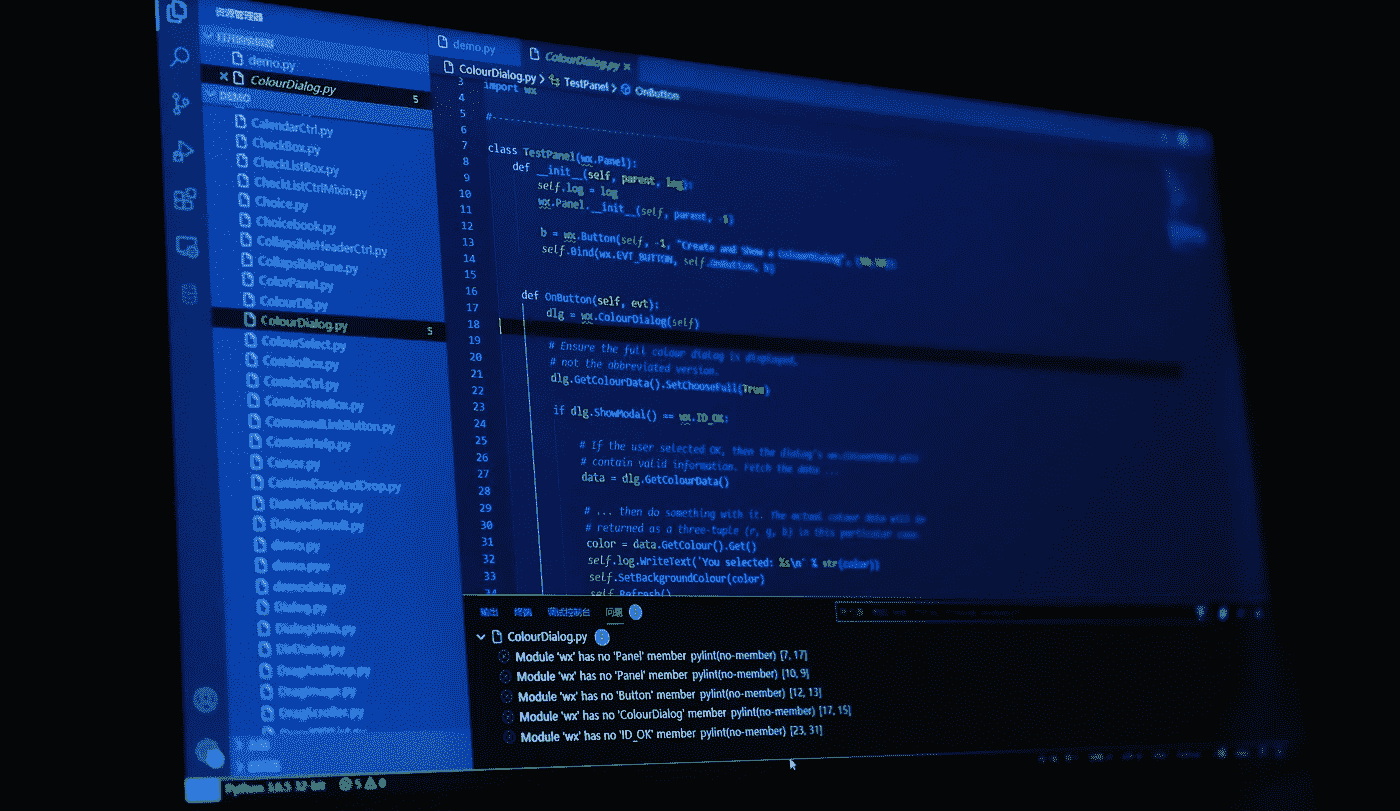 资源管理器
打开的编辑器
demo.py
× ColourDialog.py 5
DEMO
CalendarCtrl.py
CheckBox.py
CheckListBox.py
CheckListCtrlMixin.py
Choice.py
Choicebook.py
CollapsibleHeaderCtrl.py
CollapsiblePane.py
ColorPanel.py
ColourDB.py
ColourDialog.py 5
ColourSelect.py
ComboBox.py
ComboCtrl.py
ComboTreeBox.py
CommandLinkButton.py
ContextHelp.py
Cursor.py
CustomDragAndDrop.py
DatePickerCtrl.py
DelayedResult.py
demo.py
demo.pyw
demodata.py
Dialog.py
DialogUnits.py
DirDialog.py
DragAndDrop.py
DragImage.py
DragScroller.py
demo.py
ColourDialog.py ×
ColourDialog.py > TestPanel > OnButton
3 import wx
4
5 #----------------------------------------
6
7 class TestPanel(wx.Panel):
8 def __init__(self, parent, log):
9 self.log = log
10 wx.Panel.__init__(self, parent, -1)
11
12 b = wx.Button(self, -1, "Create and Show a ColourDialog",
13 self.Bind(wx.EVT_BUTTON, self.OnButton, b)
14
15
16 def OnButton(self, evt):
17 dlg = wx.ColourDialog(self)
18
19 # Ensure the full colour dialog is displayed,
20 # not the abbreviated version.
21 dlg.GetColourData().SetChooseFull(True)
22
23 if dlg.ShowModal() == wx.ID_OK:
24
25 # If the user selected OK, then the dialog's wx.ColourData will
26 # contain valid information. Fetch the data ...
27 data = dlg.GetColourData()
28
29 # ... then do something with it. The actual colour data will be
30 # returned as a three-tuple (r, g, b) in this particular case.
31 color = data.GetColour().Get()
32 self.log.WriteText('You selected: %s\n' % str(color))
33 self.SetBackgroundColour(color)
34 self.Refresh()
输出 终端 调试控制台 问题
ColourDialog.py
Module 'wx' has no 'Panel' member pylint(no-member) [7, 17]
Module 'wx' has no 'Panel' member pylint(no-member) [10, 9]
Module 'wx' has no 'Button' member pylint(no-member) [12, 13]
Module 'wx' has no 'ColourDialog' member pylint(no-member) [17, 15]
Module 'wx' has no 'ID_OK' member pylint(no-member) [23, 31]
Python 3.8.5 32-bit 5 0